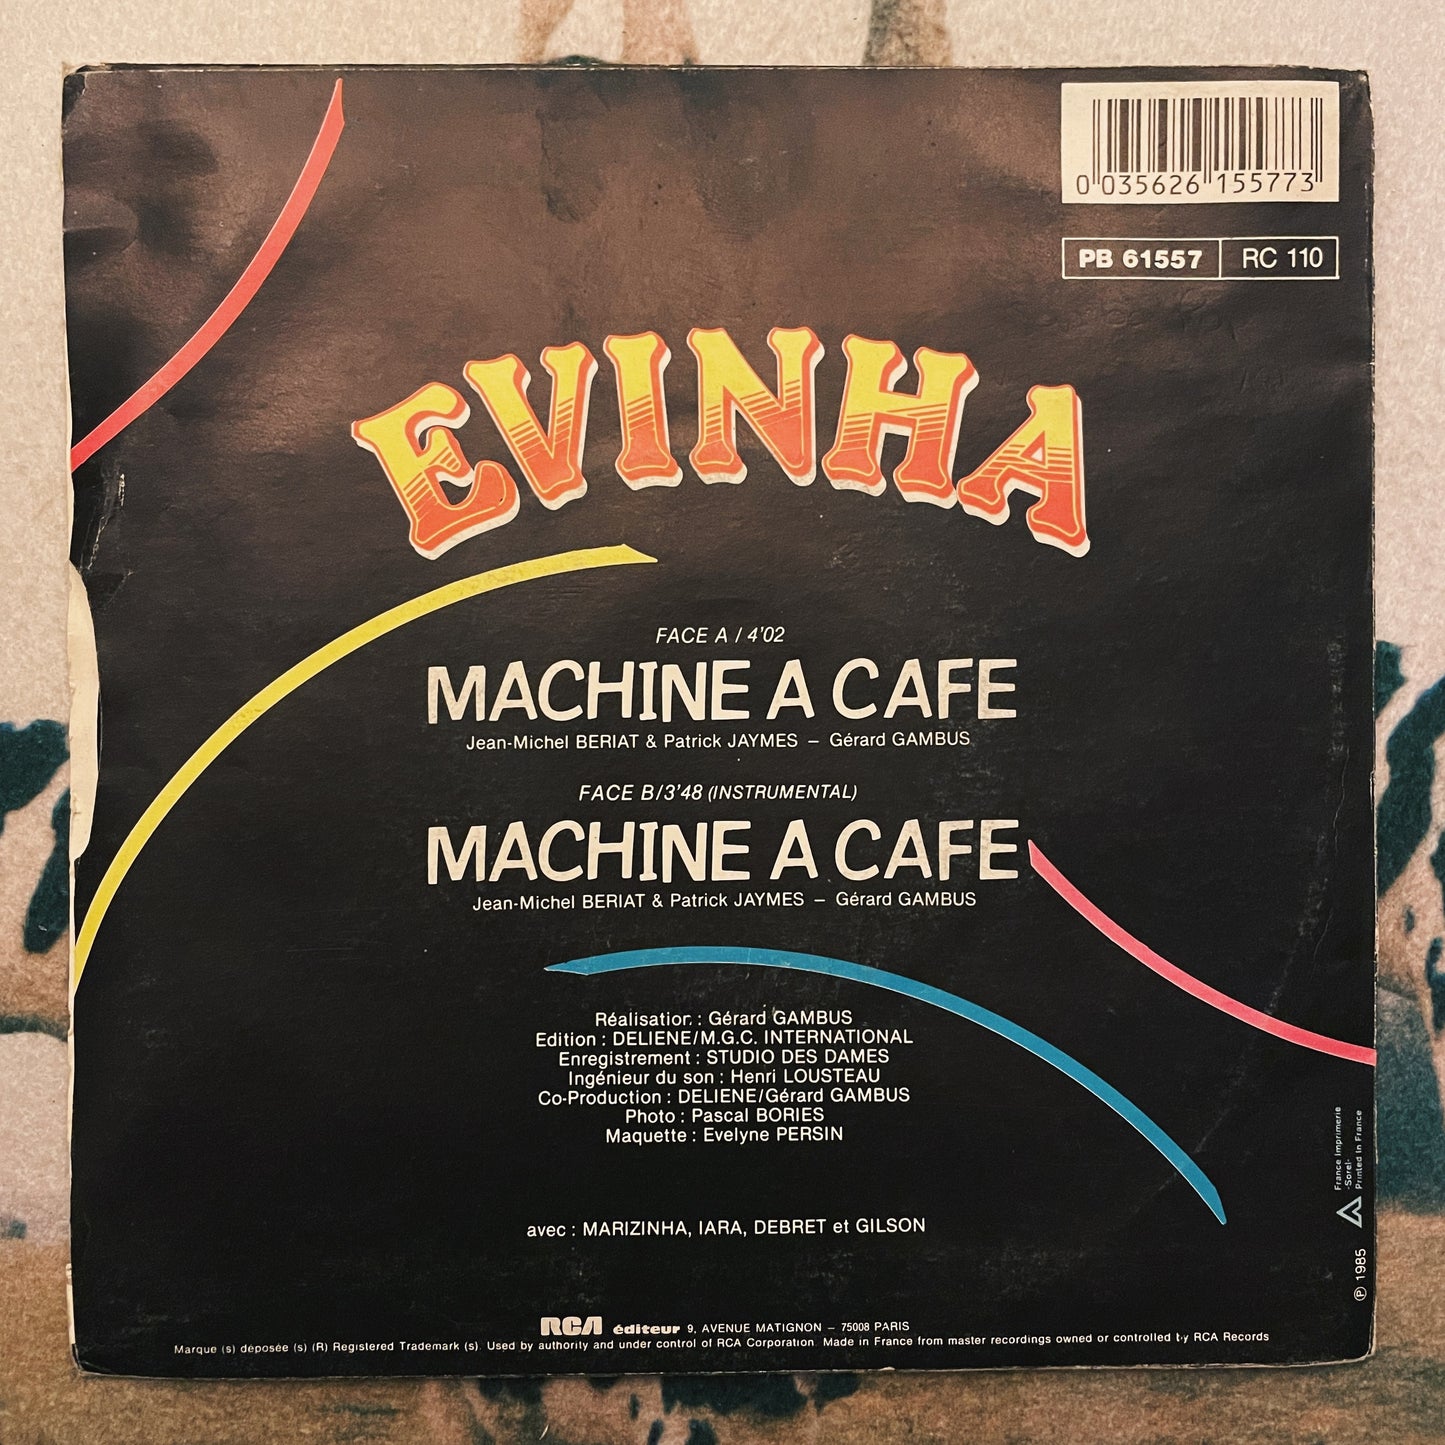 0 035626 155773
PB 61557 RC 110
EVINHA
FACE A / 4'02
MACHINE A CAFE
Jean-Michel BERIAT & Patrick JAYMES – Gérard GAMBUS
FACE B/3'48 (INSTRUMENTAL)
MACHINE A CAFE
Jean-Michel BERIAT & Patrick JAYMES – Gérard GAMBUS
Réalisation : Gérard GAMBUS
Edition : DELIENE/M.G.C. INTERNATIONAL
Enregistrement : STUDIO DES DAMES
Ingénieur du son : Henri LOUSTEAU
Co-Production : DELIENE/Gérard GAMBUS
Photo : Pascal BORIES
Maquette : Evelyne PERSIN
avec : MARIZINHA, IARA, DEBRET et GILSON
France Imprimerie
-Sorel-
Printed in France
℗ 1985
RCA éditeur 9, AVENUE MATIGNON – 75008 PARIS
Marque (s) déposée (s) (R) Registered Trademark (s). Used by authority and under control of RCA Corporation. Made in France from master recordings owned or controlled by RCA Records